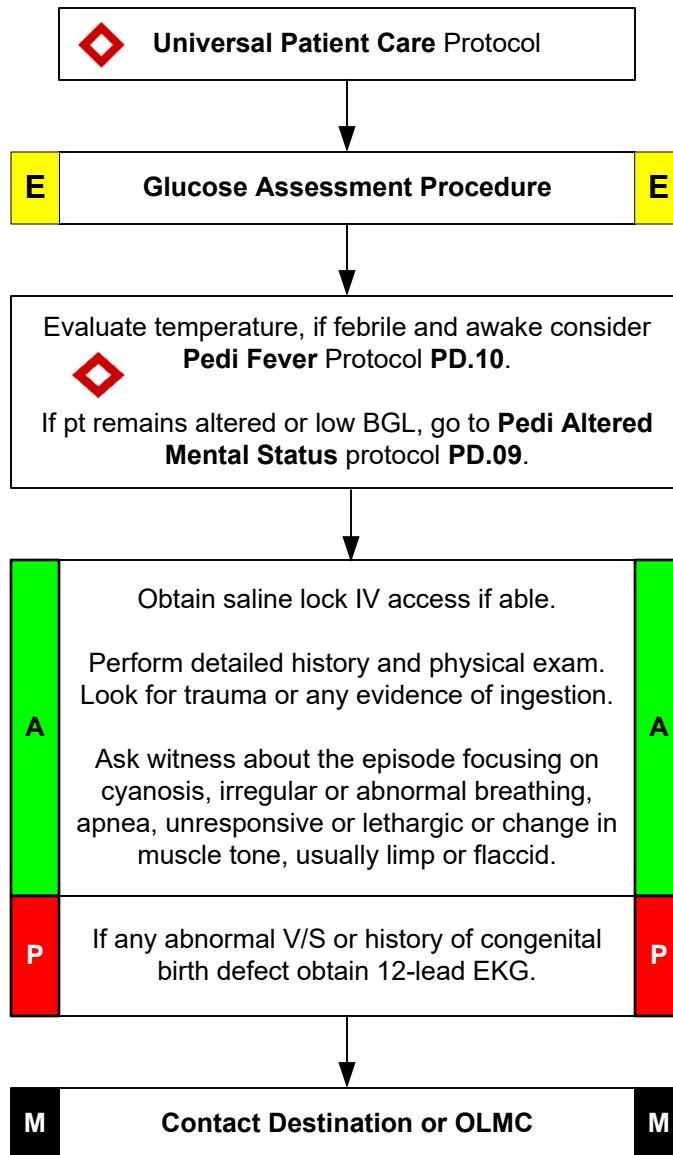 Universal Patient Care Protocol
E Glucose Assessment Procedure E
Evaluate temperature, if febrile and awake consider
Pedi Fever Protocol PD.10.
If pt remains altered or low BGL, go to Pedi Altered
Mental Status protocol PD.09.
Obtain saline lock IV access if able.
Perform detailed history and physical exam.
Look for trauma or any evidence of ingestion.
A A
Ask witness about the episode focusing on
cyanosis, irregular or abnormal breathing,
apnea, unresponsive or lethargic or change in
muscle tone, usually limp or flaccid.
If any abnormal V/S or history of congenital
P P
birth defect obtain 12-lead EKG.
M Contact Destination or OLMC M